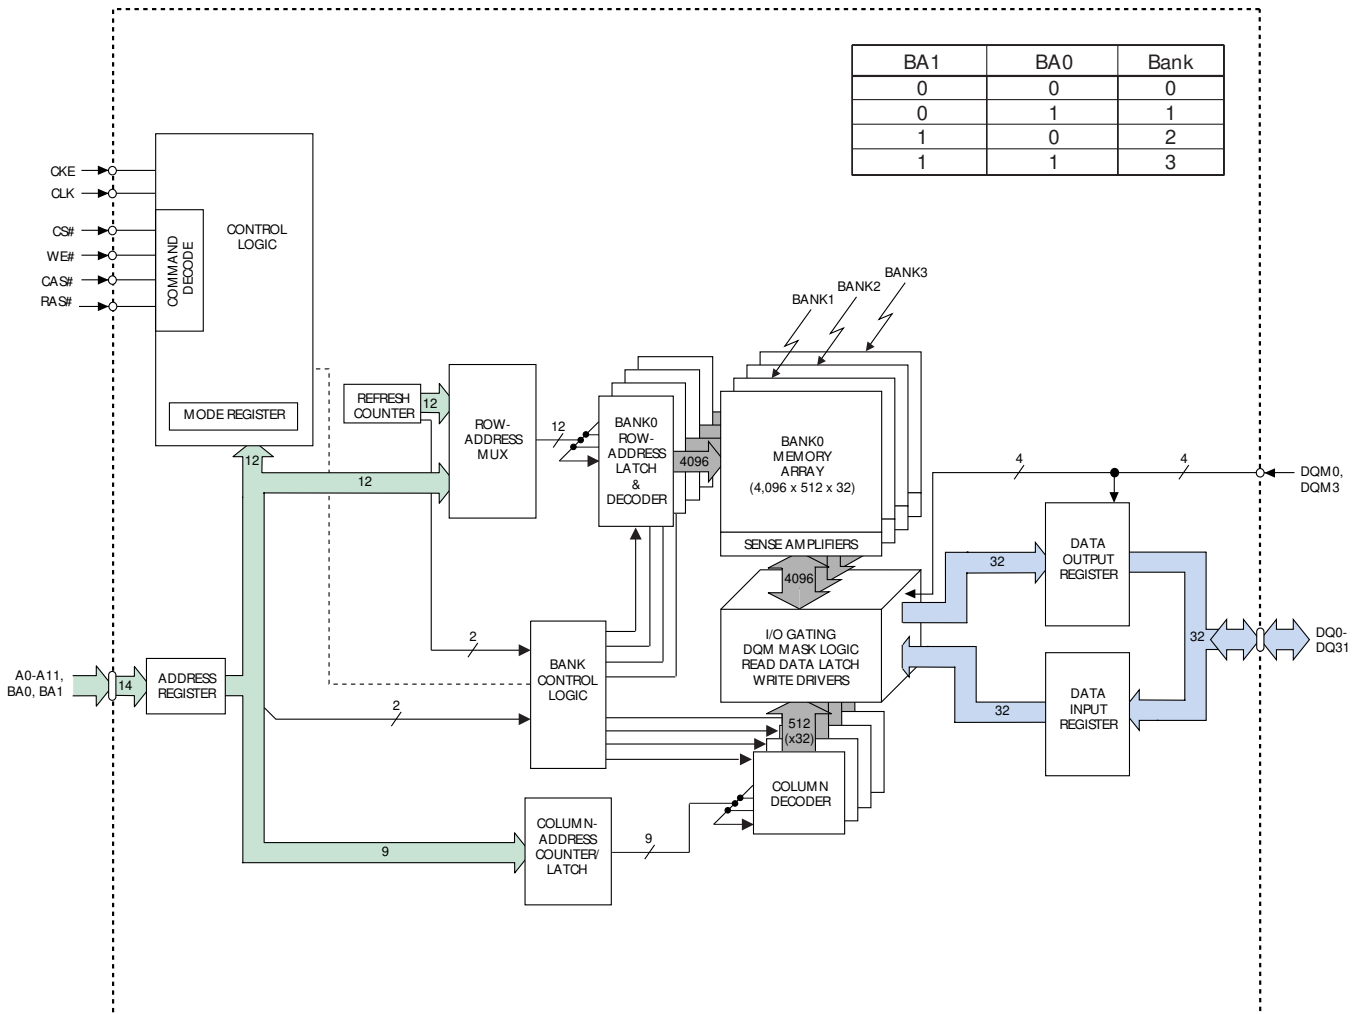 BA1 BA0 Bank
0 0 0
0 1 1
1 0 2
1 1 3
CKE
CLK
CS#
WE#
CAS#
RAS#
COMMAND
DECODE
CONTROL
LOGIC
MODE REGISTER
BANK1
BANK2
BANK3
REFRESH
COUNTER
12
ROW-
ADDRESS
MUX
12
12
12
BANK0
ROW-
ADDRESS
LATCH
&
DECODER
4096
BANK0
MEMORY
ARRAY
(4,096 x 512 x 32)
SENSE AMPLIFIERS
4096
4
4
DQM0,
DQM3
DATA
OUTPUT
REGISTER
32
32
DQ0-
DQ31
I/O GATING
DQM MASK LOGIC
READ DATA LATCH
WRITE DRIVERS
DATA
INPUT
REGISTER
32
A0-A11,
BA0, BA1
14
ADDRESS
REGISTER
2
2
BANK
CONTROL
LOGIC
512
(x32)
COLUMN
DECODER
9
COLUMN-
ADDRESS
COUNTER/
LATCH
9